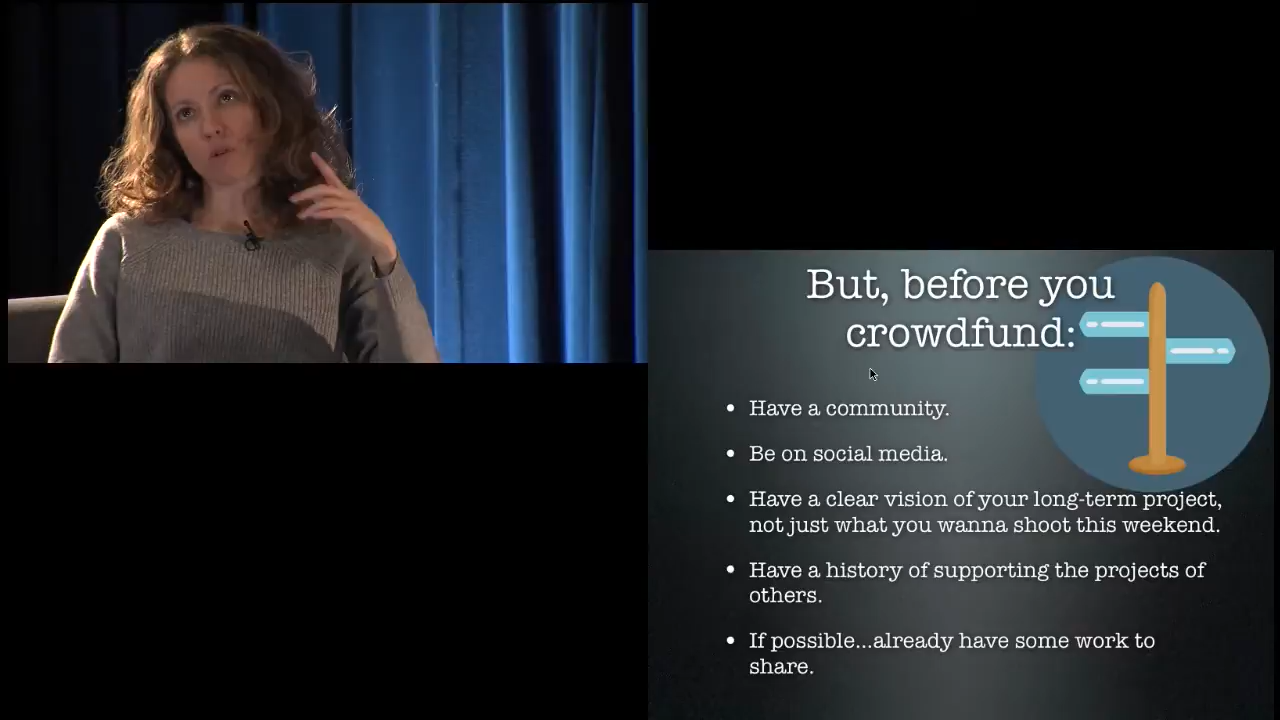 But, before you
crowdfund:
• Have a community.
• Be on social media.
• Have a clear vision of your long-term project,
not just what you wanna shoot this weekend.
• Have a history of supporting the projects of
others.
• If possible...already have some work to
share.